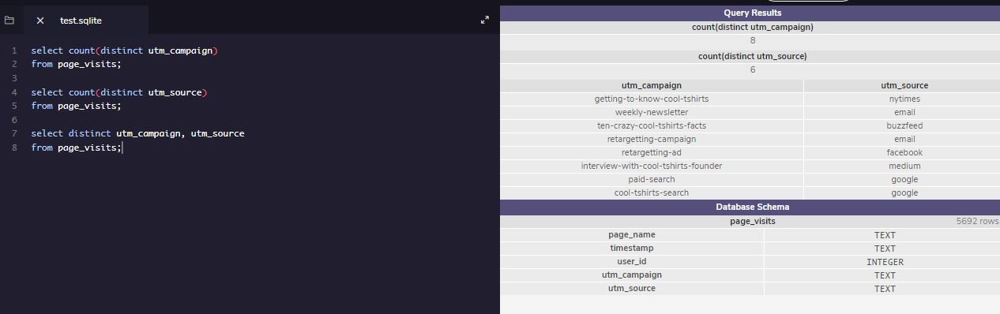 test.sqlite
1 select count(distinct utm_campaign)
2 from page_visits;
3
4 select count(distinct utm_source)
5 from page_visits;
6
7 select distinct utm_campaign, utm_source
8 from page_visits;
Query Results
count(distinct utm_campaign)
8
count(distinct utm_source)
6
utm_campaign utm_source
getting-to-know-cool-tshirts nytimes
weekly-newsletter email
ten-crazy-cool-tshirts-facts buzzfeed
retargetting-campaign email
retargetting-ad facebook
interview-with-cool-tshirts-founder medium
paid-search google
cool-tshirts-search google
Database Schema
page_visits 5692 rows
page_name TEXT
timestamp TEXT
user_id INTEGER
utm_campaign TEXT
utm_source TEXT